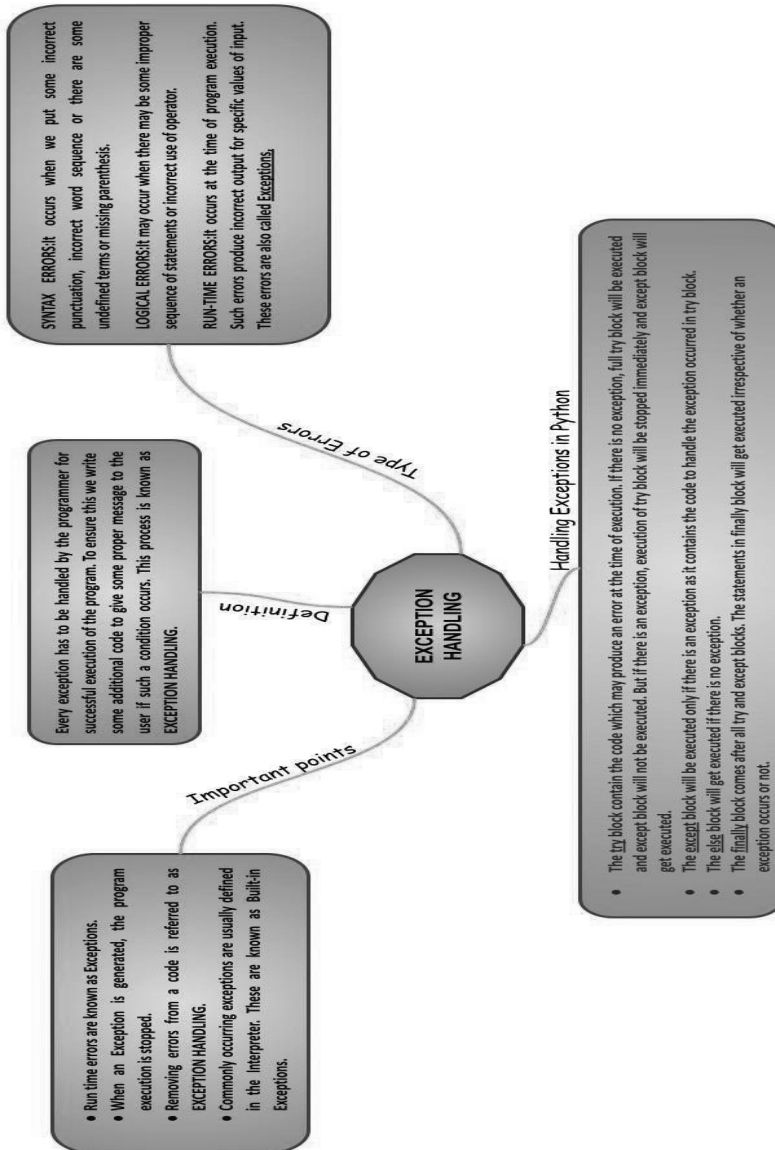 EXCEPTION
HANDLING
Important points
● Run time errors are known as Exceptions.
● When an Exception is generated, the program
execution is stopped.
● Removing errors from a code is referred to as
EXCEPTION HANDLING.
● Commonly occurring exceptions are usually defined
in the Interpreter. These are known as Built-in
Exceptions.
Definition
Every exception has to be handled by the programmer for
successful execution of the program. To ensure this we write
some additional code to give some proper message to the
user if such a condition occurs. This process is known as
EXCEPTION HANDLING.
Type of Errors
SYNTAX ERRORS:It occurs when we put some incorrect
punctuation, incorrect word sequence or there are some
undefined terms or missing parenthesis.
LOGICAL ERRORS:It may occur when there may be some improper
sequence of statements or incorrect use of operator.
RUN-TIME ERRORS:It occurs at the time of program execution.
Such errors produce incorrect output for specific values of input.
These errors are also called Exceptions.
Handling Exceptions in Python
● The try block contain the code which may produce an error at the time of execution. If there is no exception, full try block will be executed
and except block will not be executed. But if there is an exception, execution of try block will be stopped immediately and except block will
get executed.
● The except block will be executed only if there is an exception as it contains the code to handle the exception occurred in try block.
● The else block will get executed if there is no exception.
● The finally block comes after all try and except blocks. The statements in finally block will get executed irrespective of whether an
exception occurs or not.